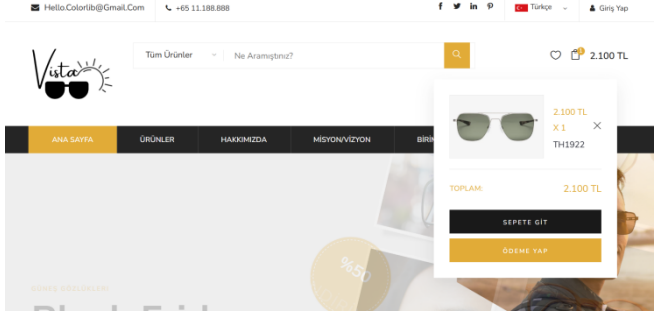 Hello.Colorlib@Gmail.Com
+65 11.188.888
Türkçe
Giriş Yap
Vista
Tüm Ürünler
Ne Aramıştınız?
2.100 TL
2.100 TL
X 1
TH1922
ANA SAYFA
ÜRÜNLER
HAKKIMIZDA
MİSYON/VİZYON
TOPLAM:
2.100 TL
SEPETE GİT
ÖDEME YAP
%50